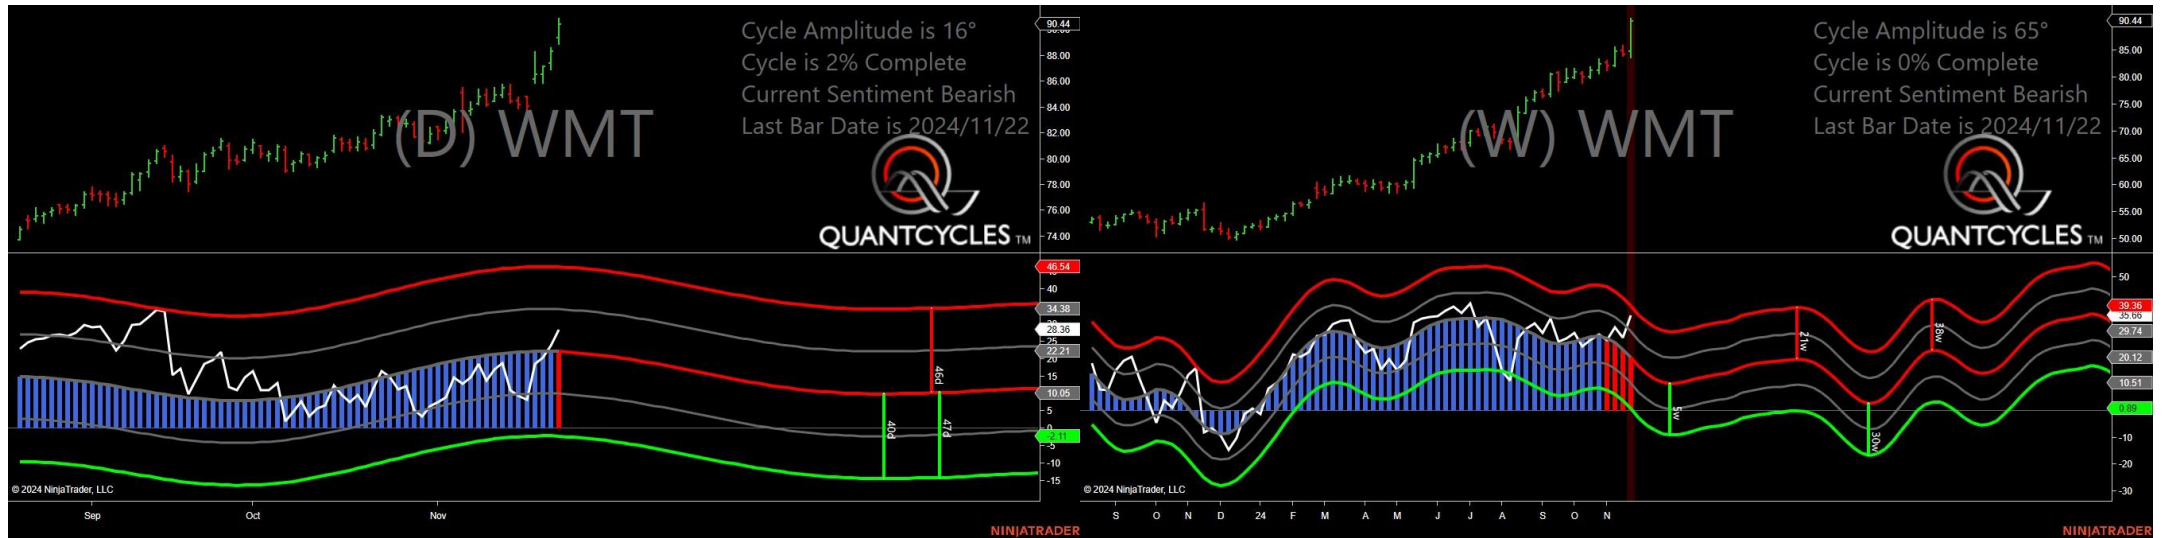 Cycle Amplitude is 16°
Cycle is 2% Complete
Current Sentiment Bearish
Last Bar Date is 2024/11/22
(D) WMT
QUANTCYCLES TM
90.44
88.00
86.00
84.00
82.00
80.00
78.00
76.00
74.00
46.54
40
34.38
28.36
22.21
15
10.05
5
0
-2.11
-5
-10
-15
46d
40d
47d
© 2024 NinjaTrader, LLC
Sep Oct Nov
NINJATRADER
Cycle Amplitude is 65°
Cycle is 0% Complete
Current Sentiment Bearish
Last Bar Date is 2024/11/22
(W) WMT
QUANTCYCLES TM
90.44
85.00
80.00
75.00
70.00
65.00
60.00
55.00
50.00
50
39.36
35.66
29.74
20.12
10.51
0.89
-10
-20
-30
21w
38w
5w
30w
© 2024 NinjaTrader, LLC
S O N D 24 F M A M J J A S O N
NINJATRADER